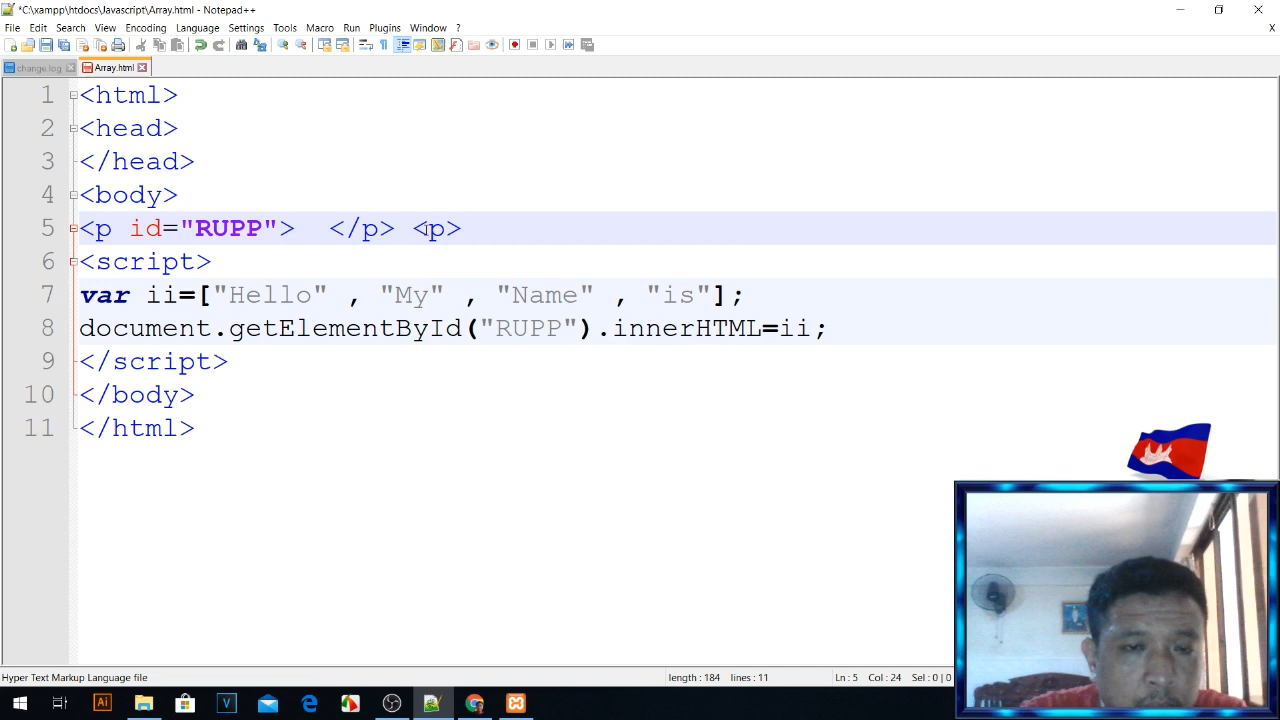 *C:\xampp\htdocs\Javascript\Array.html - Notepad++
File Edit Search View Encoding Language Settings Tools Macro Run Plugins Window ? X
change.log Array.html
1 <html>
2 <head>
3 </head>
4 <body>
5 <p id="RUPP">  </p> <p>
6 <script>
7 var ii=["Hello" , "My" , "Name" , "is"];
8 document.getElementById("RUPP").innerHTML=ii;
9 </script>
10 </body>
11 </html>
Hyper Text Markup Language file length : 184 lines : 11 Ln : 5 Col : 24 Sel : 0 | 0
Ai V